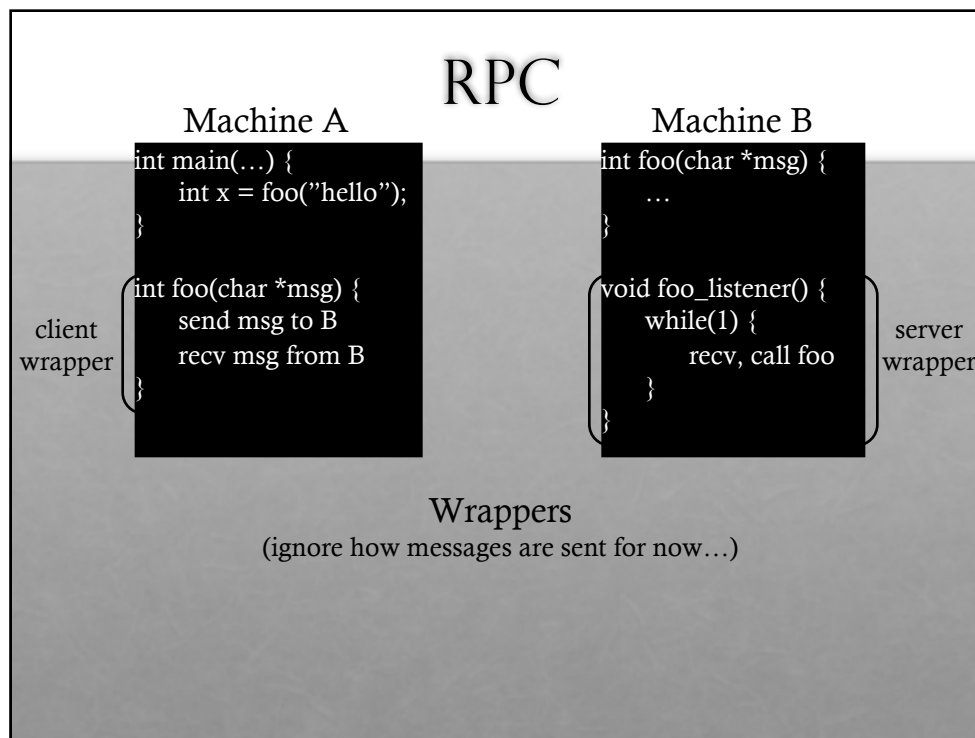 RPC
Machine A
int main(…) {
int x = foo(”hello”);
}
int foo(char *msg) {
send msg to B
recv msg from B
}
client
wrapper
Machine B
int foo(char *msg) {
…
}
void foo_listener() {
while(1) {
recv, call foo
}
}
server
wrapper
Wrappers
(ignore how messages are sent for now…)